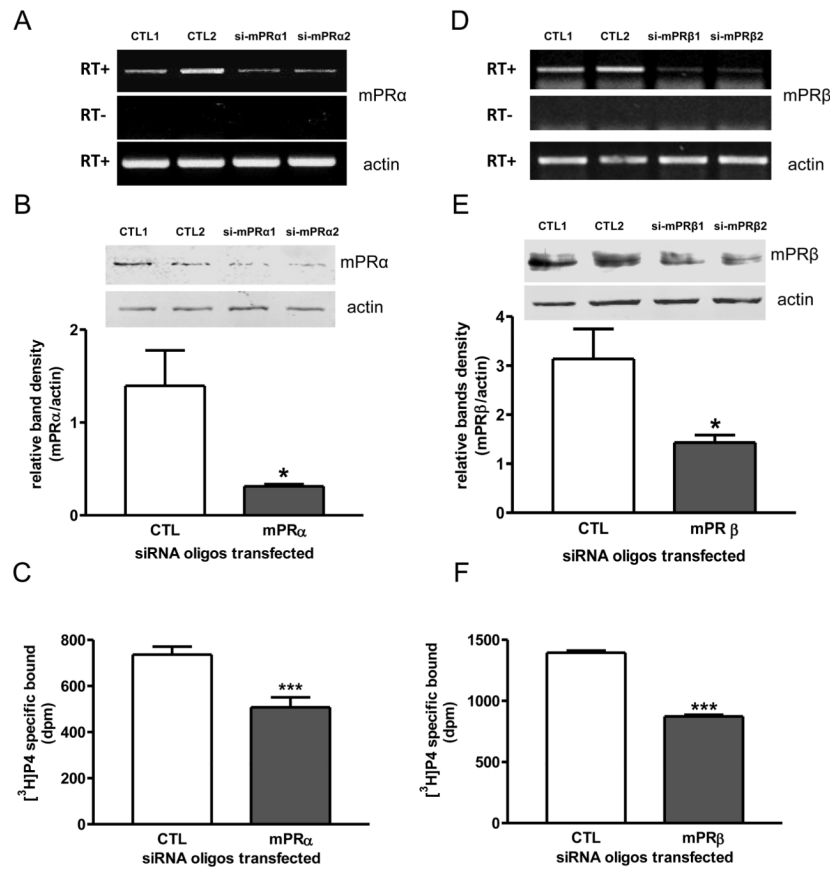 A
CTL1 CTL2 si-mPRα1 si-mPRα2
RT+
mPRα
RT-
RT+
actin
B
CTL1 CTL2 si-mPRα1 si-mPRα2
mPRα
actin
relative band density
(mPRα/actin)
2
1
0
*
CTL mPRα
siRNA oligos transfected
C
[³H]P4 specific bound
(dpm)
800
600
400
200
0
***
CTL mPRα
siRNA oligos transfected
D
CTL1 CTL2 si-mPRβ1 si-mPRβ2
RT+
mPRβ
RT-
RT+
actin
E
CTL1 CTL2 si-mPRβ1 si-mPRβ2
mPRβ
actin
relative bands density
(mPRβ/actin)
4
3
2
1
0
*
CTL mPR β
siRNA oligos transfected
F
[³H]P4 specific bound
(dpm)
1500
1000
500
0
***
CTL mPRβ
siRNA oligos transfected